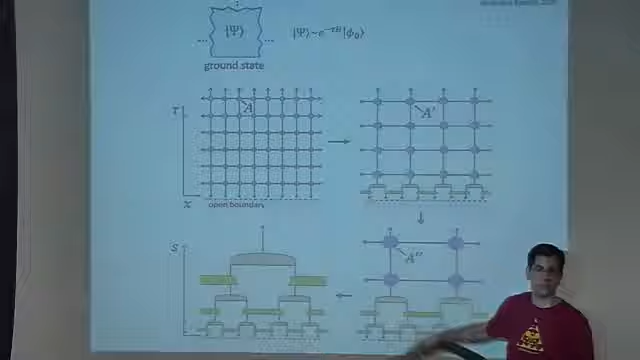 |Ψ⟩
|Ψ⟩~e^{-τH}|ϕ₀⟩
ground state
τ
A
A'
x
open boundary
s
A''